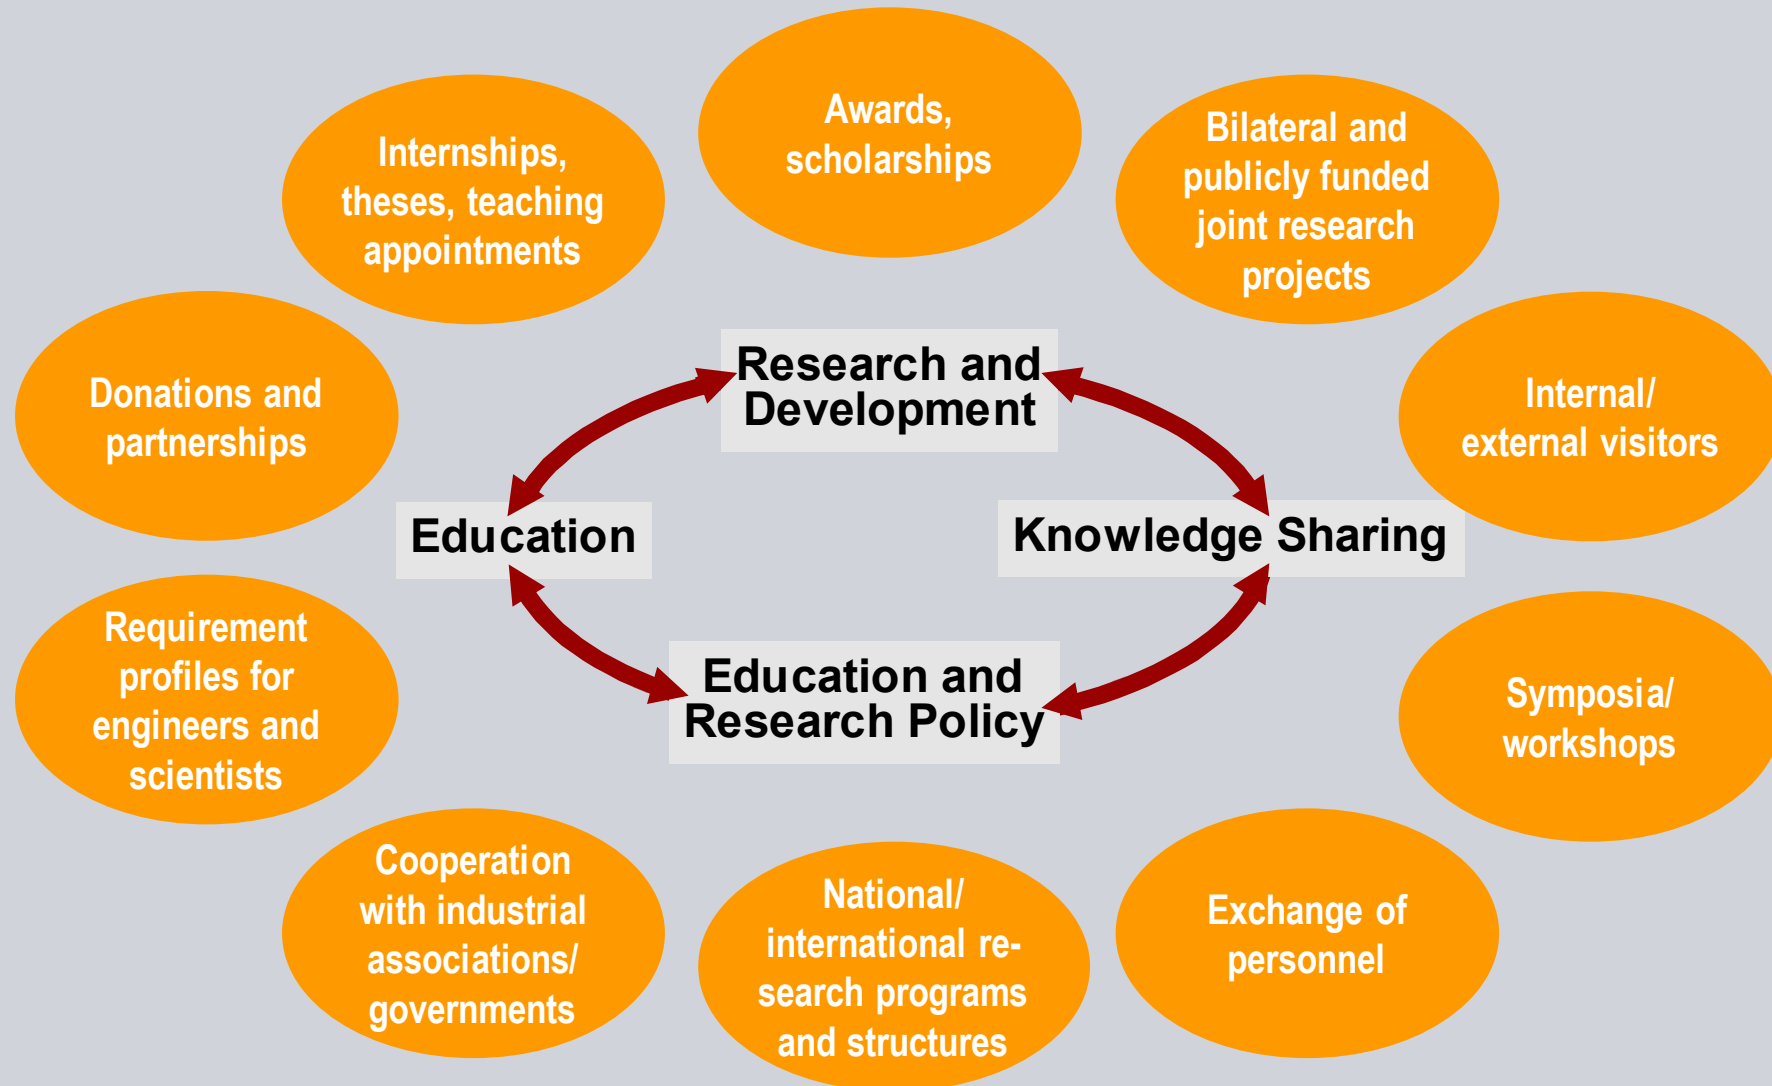 Awards,
scholarships
Internships,
theses, teaching
appointments
Bilateral and
publicly funded
joint research
projects
Donations and
partnerships
Research and
Development
Internal/
external visitors
Education
Knowledge Sharing
Requirement
profiles for
engineers and
scientists
Education and
Research Policy
Symposia/
workshops
Cooperation
with industrial
associations/
governments
National/
international re-
search programs
and structures
Exchange of
personnel